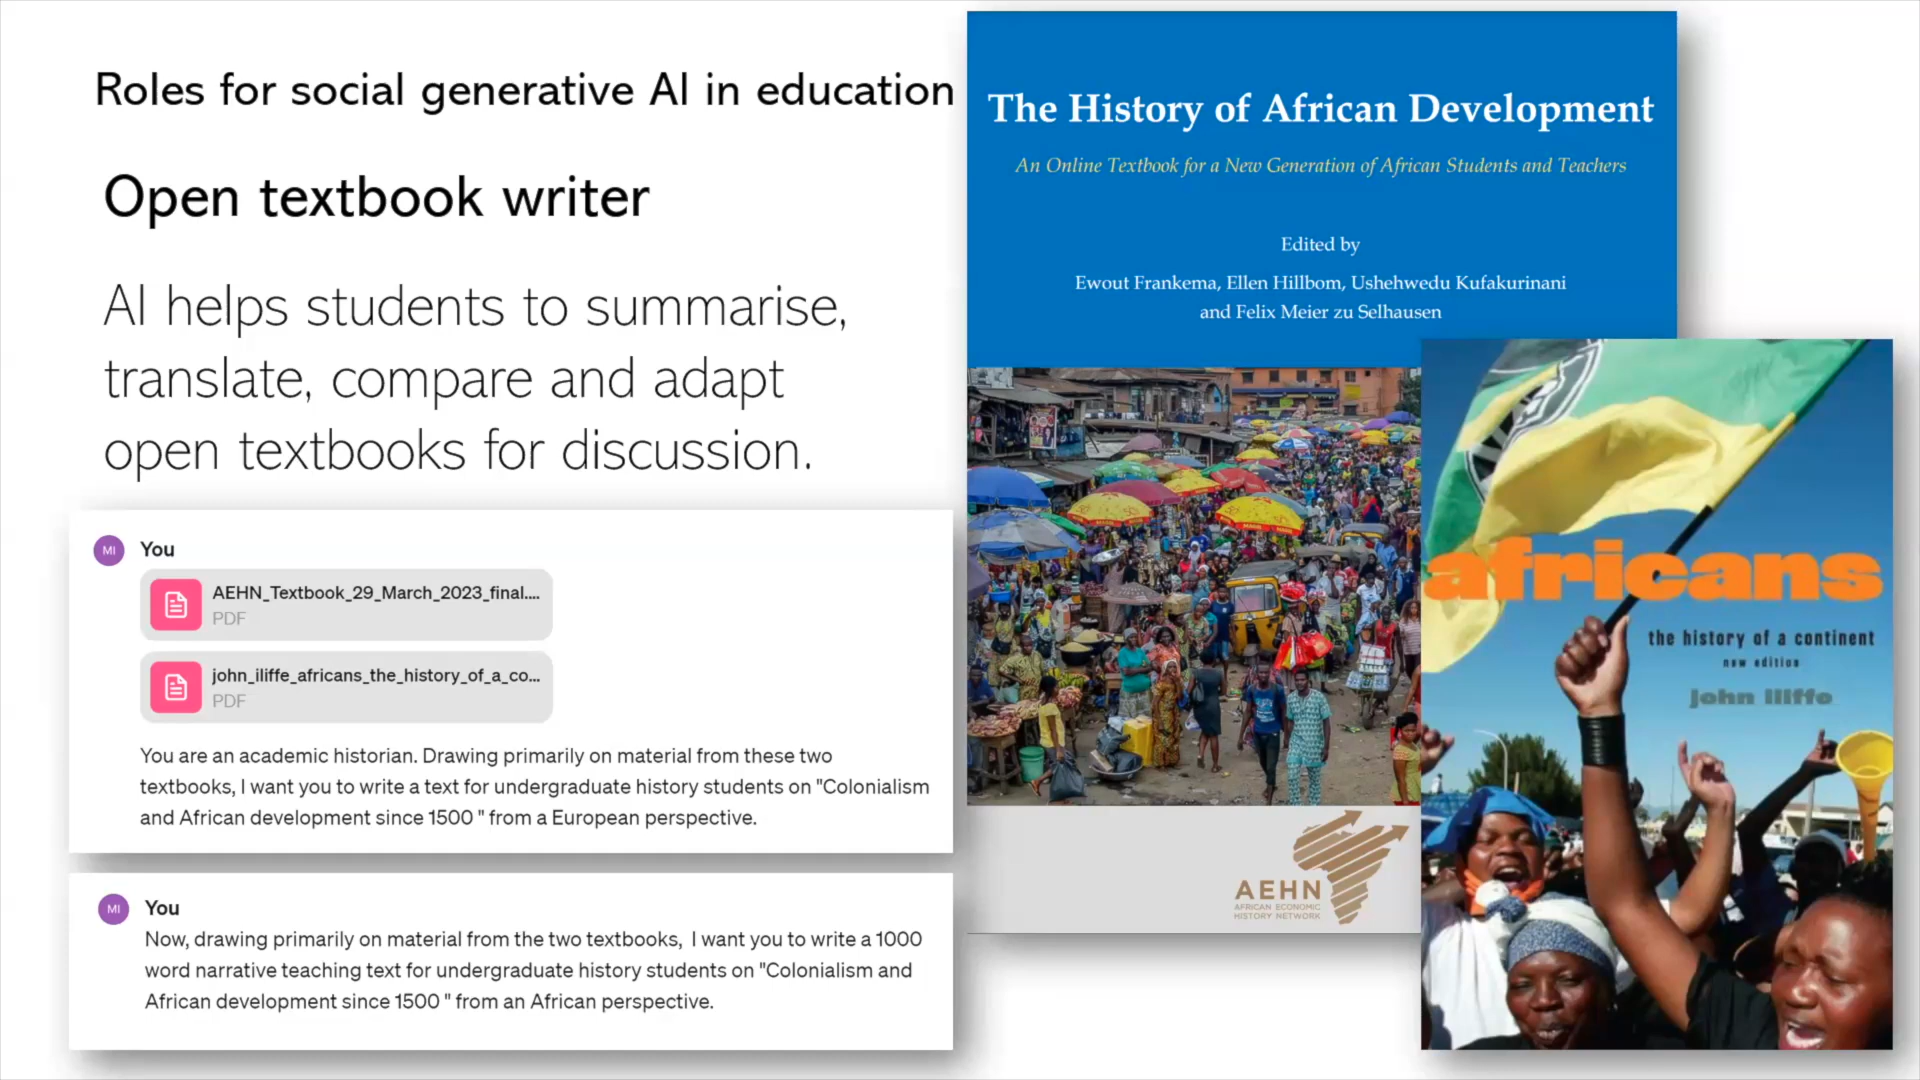 Roles for social generative AI in education
Open textbook writer
AI helps students to summarise,
translate, compare and adapt
open textbooks for discussion.
MI
You
AEHN_Textbook_29_March_2023_final....
PDF
john_iliffe_africans_the_history_of_a_co...
PDF
You are an academic historian. Drawing primarily on material from these two
textbooks, I want you to write a text for undergraduate history students on "Colonialism
and African development since 1500 " from a European perspective.
MI
You
Now, drawing primarily on material from the two textbooks, I want you to write a 1000
word narrative teaching text for undergraduate history students on "Colonialism and
African development since 1500 " from an African perspective.
The History of African Development
An Online Textbook for a New Generation of African Students and Teachers
Edited by
Ewout Frankema, Ellen Hillbom, Ushehwedu Kufakurinani
and Felix Meier zu Selhausen
AEHN
AFRICAN ECONOMIC
HISTORY NETWORK
africans
the history of a continent
new edition
john iliffe